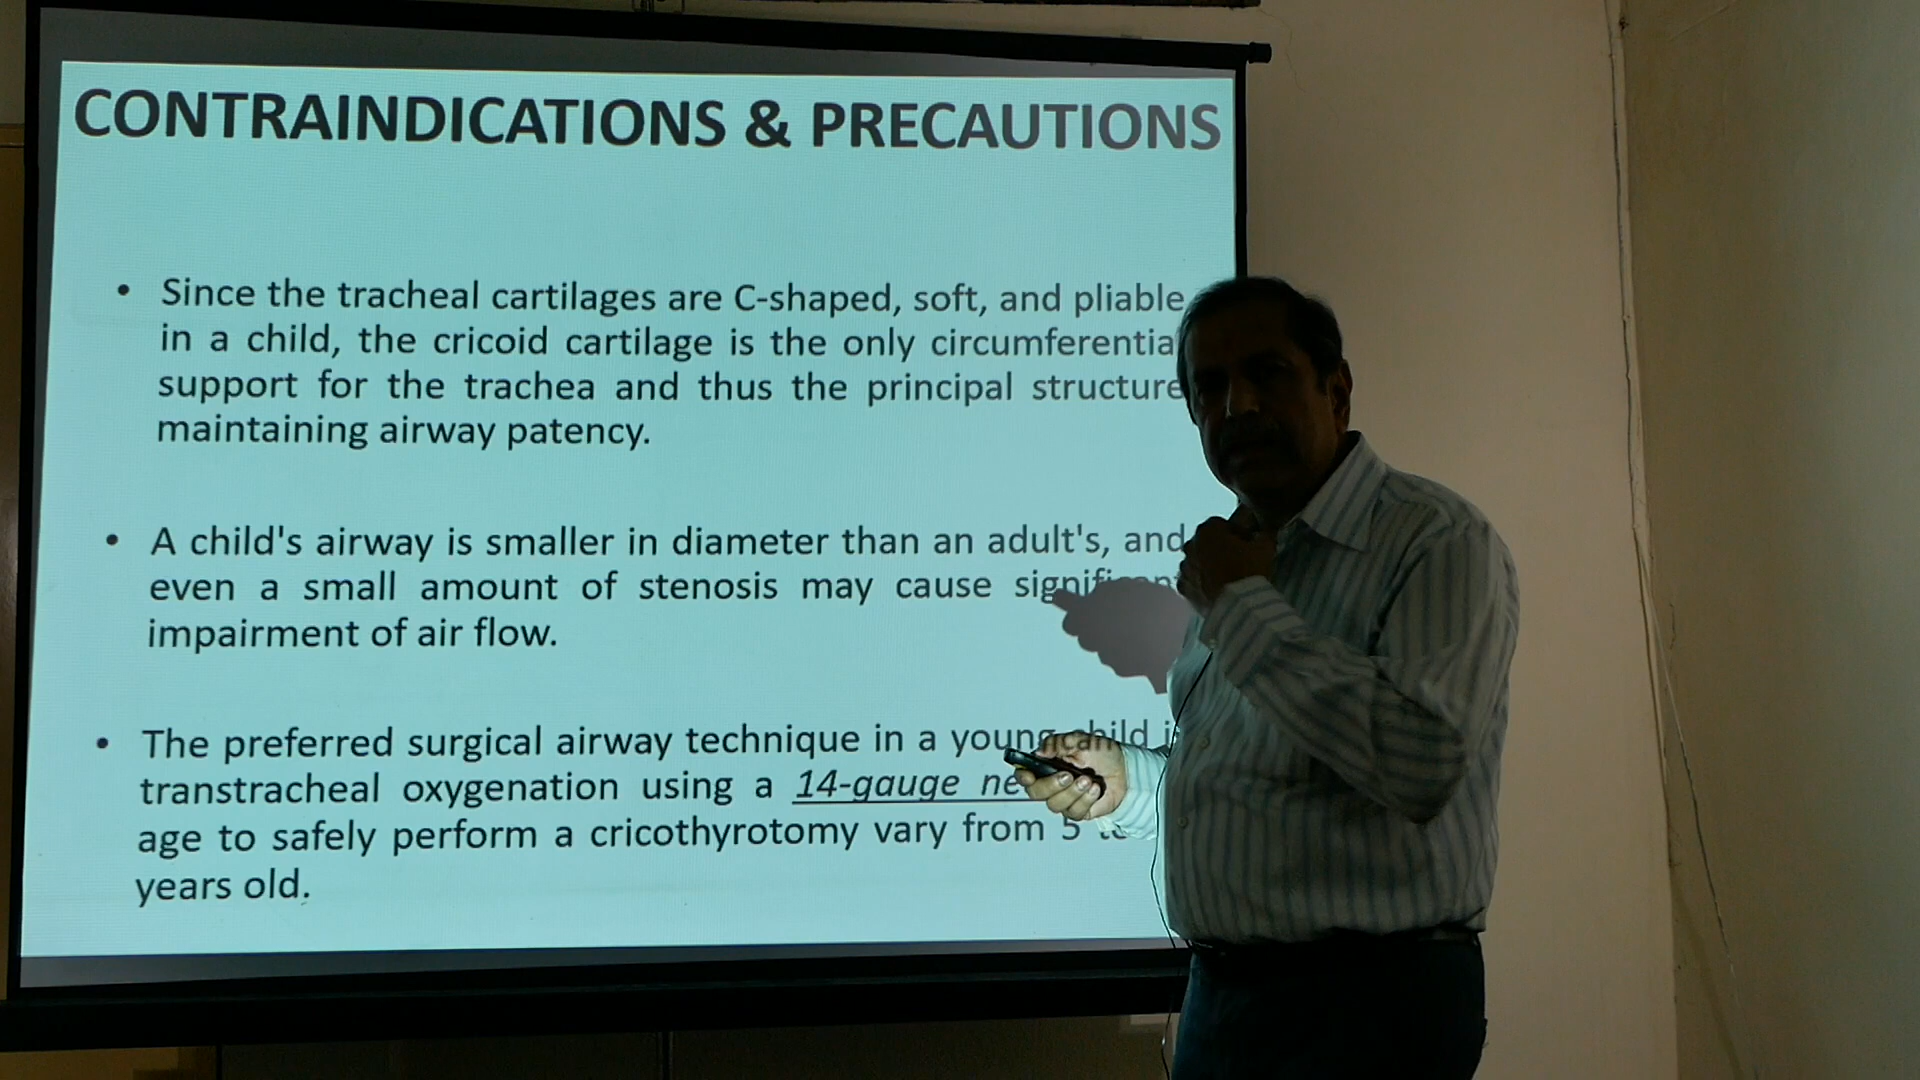 CONTRAINDICATIONS & PRECAUTIONS
• Since the tracheal cartilages are C-shaped, soft, and pliable
in a child, the cricoid cartilage is the only circumferential
support for the trachea and thus the principal structure
maintaining airway patency.
• A child's airway is smaller in diameter than an adult's, and
even a small amount of stenosis may cause significant
impairment of air flow.
• The preferred surgical airway technique in a young child
transtracheal oxygenation using a 14-gauge
age to safely perform a cricothyrotomy vary from 5
years old.